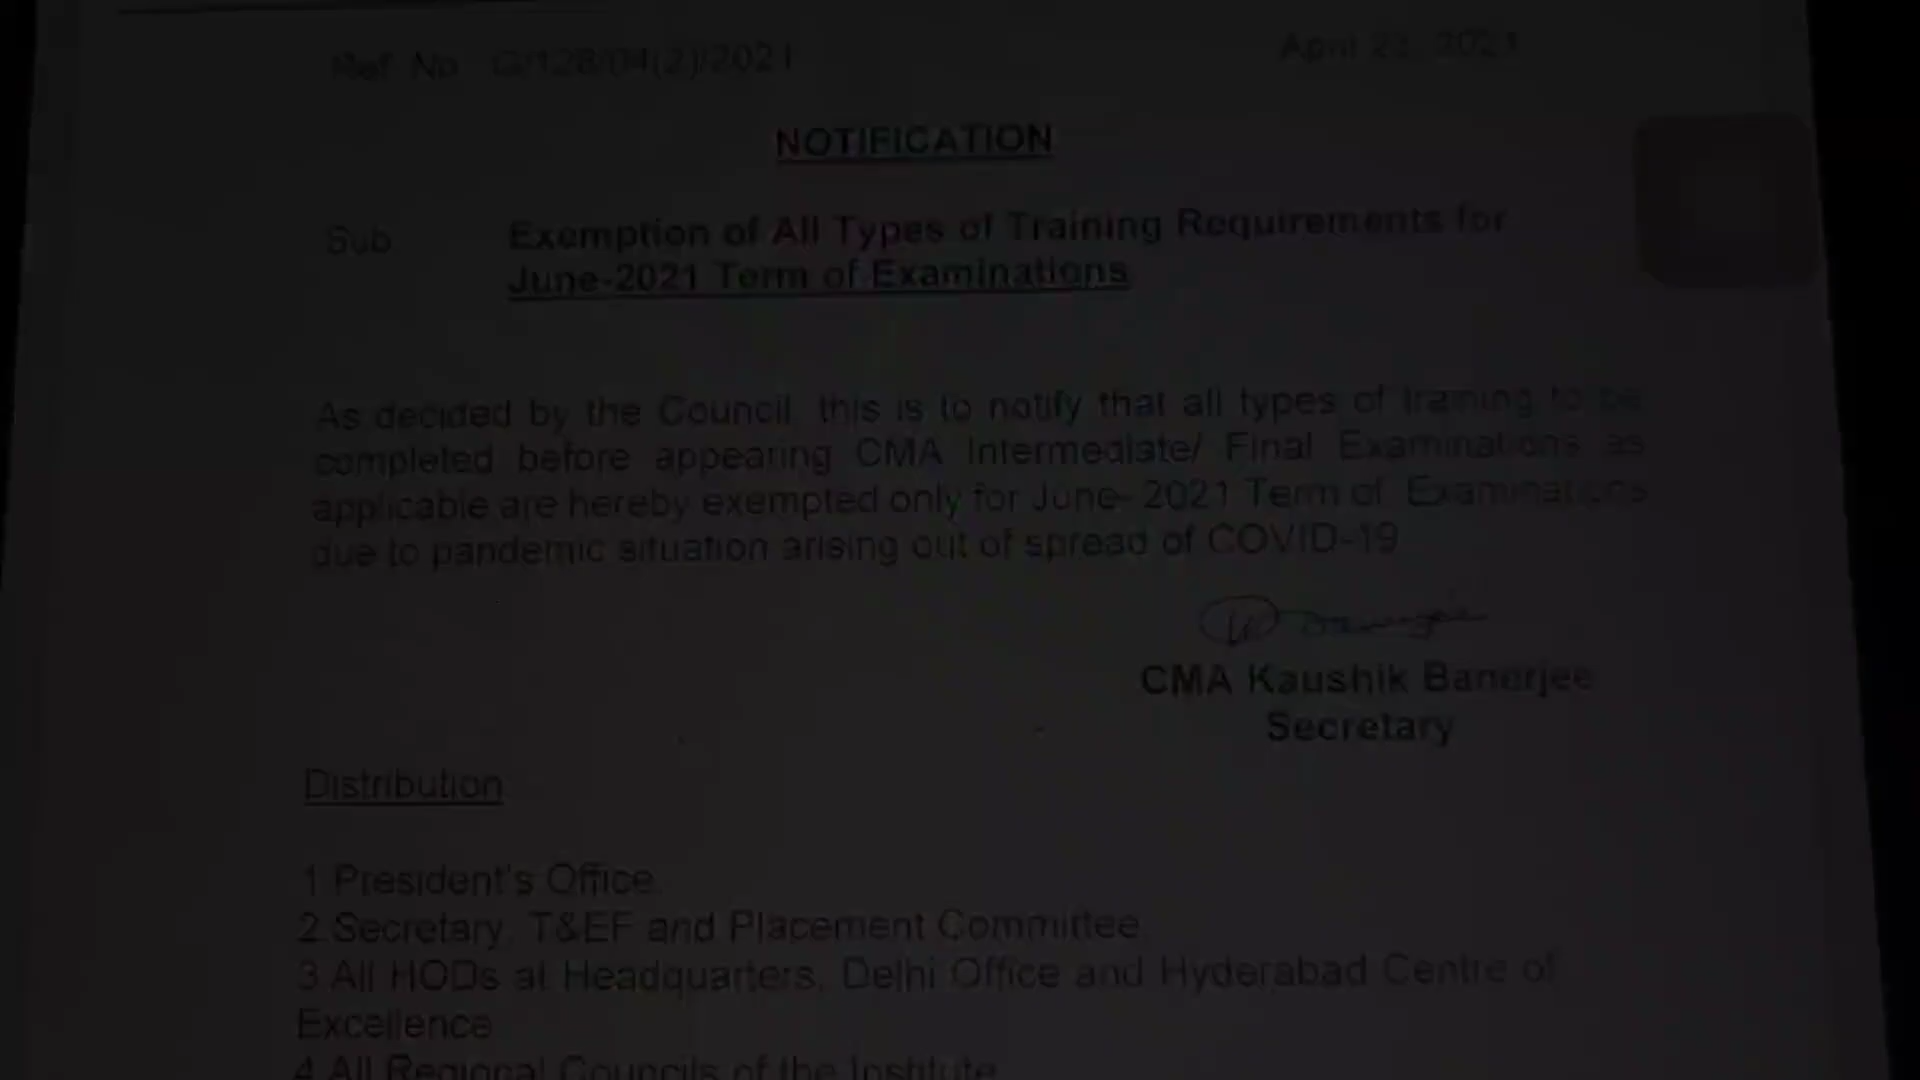 Ref. No. G/128/04(2)/2021
April 2021
NOTIFICATION
Sub
Exemption of All Types of Training Requirements for
June-2021 Term of Examinations
As decided by the Council, this is to notify that all types of training to be
completed before appearing CMA Intermediate/ Final Examinations as
applicable are hereby exempted only for June- 2021 Term of Examinations
due to pandemic situation arising out of spread of COVID-19
CMA Kaushik Banerjee
Secretary
Distribution
1 President's Office.
2.Secretary, T&EF and Placement Committee.
3 All HODs at Headquarters, Delhi Office and Hyderabad Centre of
Excellence
4 All Regional Councils of the Institute